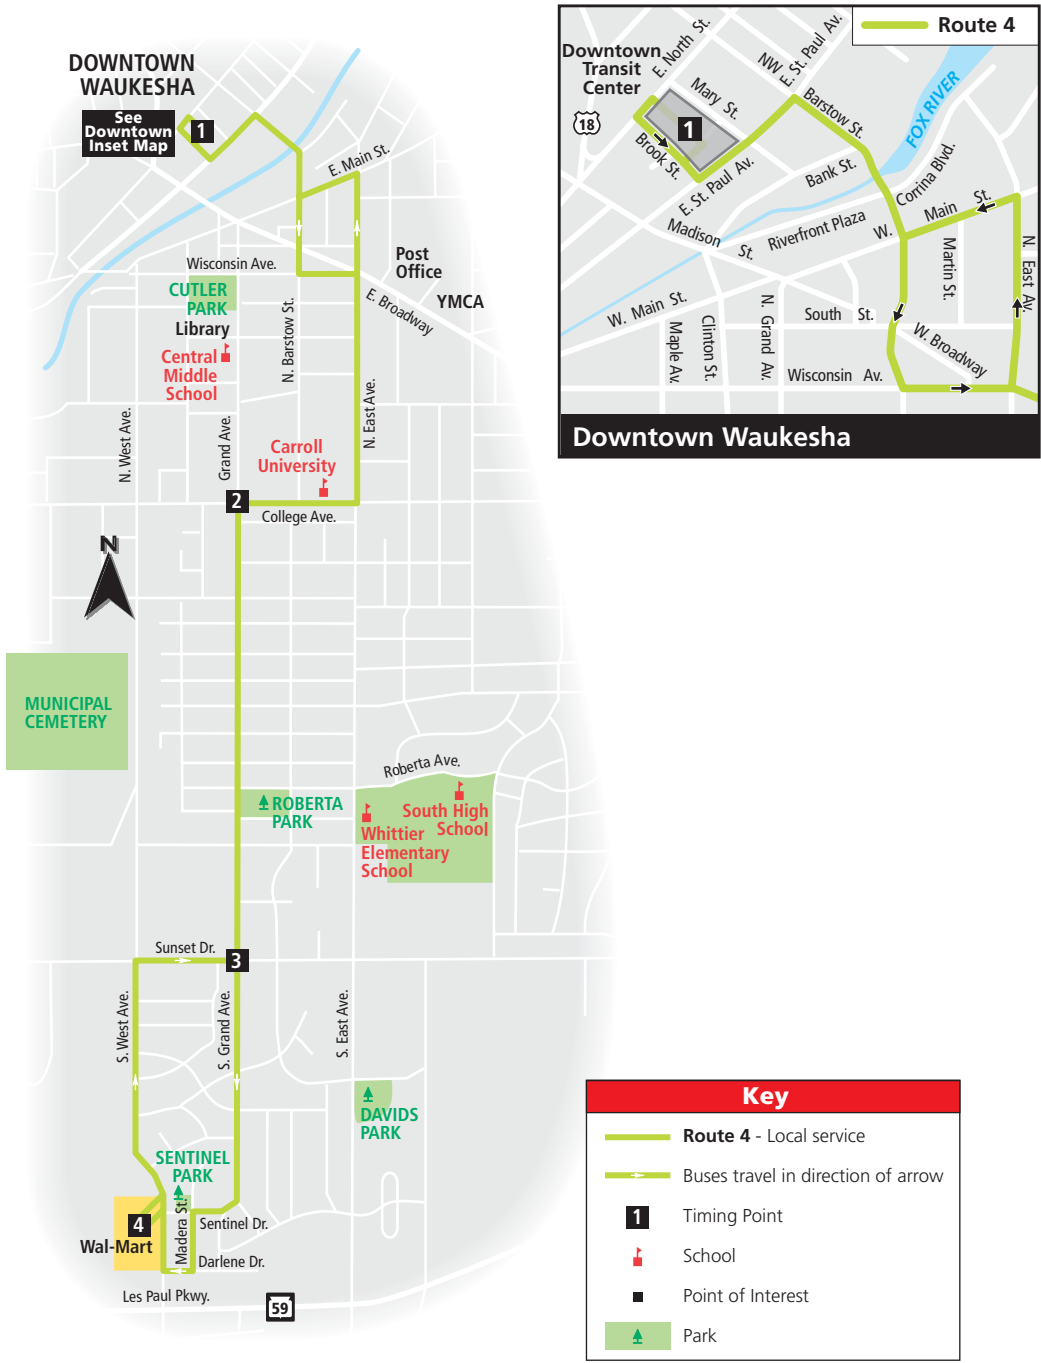 DOWNTOWN
WAUKESHA
See
Downtown
Inset Map
1
E. Main St.
Wisconsin Ave.
CUTLER
PARK
Library
Central
Middle
School
Post
Office
YMCA
E. Broadway
N. Barstow St.
N. West Ave.
Grand Ave.
N. East Ave.
Carroll
University
2
College Ave.
N
MUNICIPAL
CEMETERY
Roberta Ave.
ROBERTA
PARK
South High
School
Whittier
Elementary
School
Sunset Dr.
3
S. West Ave.
S. Grand Ave.
S. East Ave.
DAVIDS
PARK
SENTINEL
PARK
Madera St.
4
Wal-Mart
Sentinel Dr.
Darlene Dr.
Les Paul Pkwy.
59
Route 4
Downtown
Transit
Center
18
E. North St.
Mary St.
NW
E. St. Paul Av.
Barstow St.
FOX RIVER
1
Brook St.
E. St. Paul Av.
Bank St.
Corrina Blvd.
Madison St.
Riverfront Plaza
W. Main St.
N. East Av.
Martin St.
W. Main St.
Maple Av.
Clinton St.
N. Grand Av.
South St.
W. Broadway
Wisconsin Av.
Downtown Waukesha
Key
Route 4 - Local service
Buses travel in direction of arrow
1 Timing Point
School
Point of Interest
Park